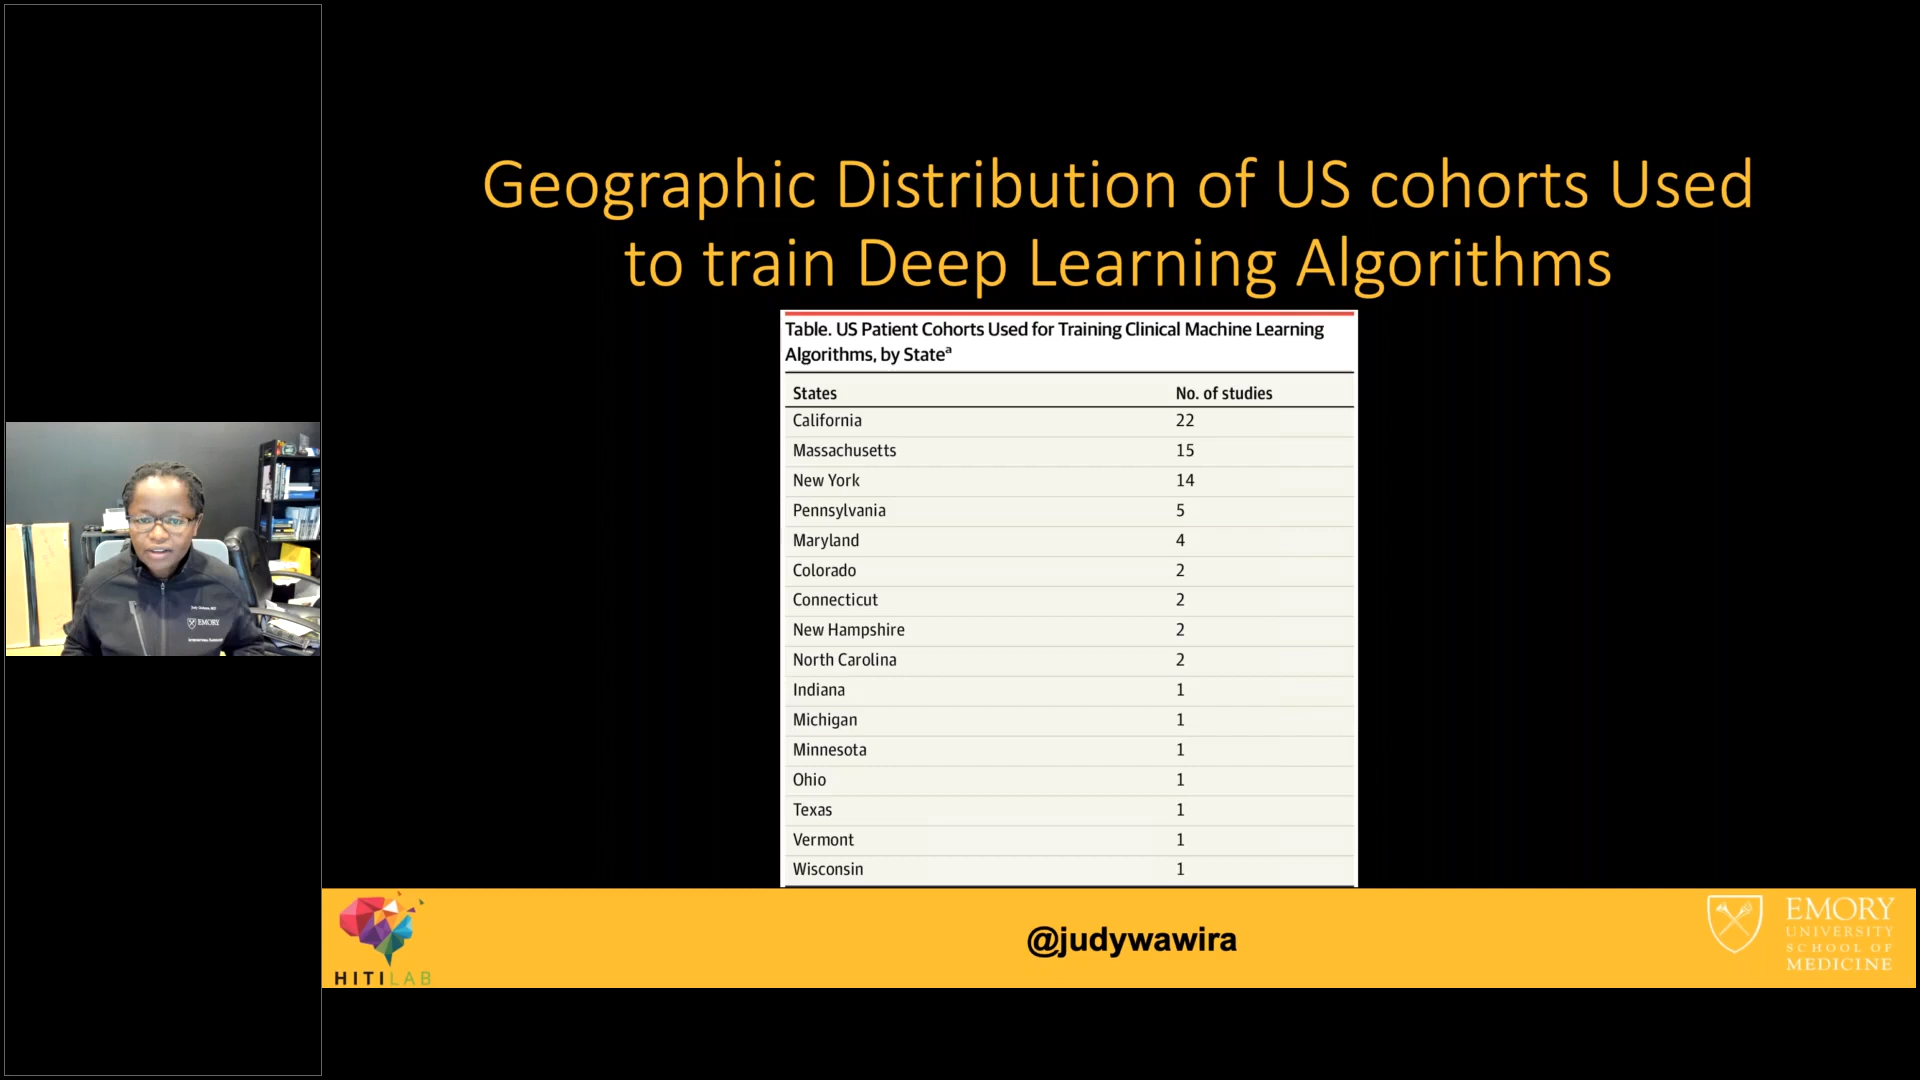 Geographic Distribution of US cohorts Used
to train Deep Learning Algorithms
Table. US Patient Cohorts Used for Training Clinical Machine Learning
Algorithms, by Stateᵃ
States No. of studies
California 22
Massachusetts 15
New York 14
Pennsylvania 5
Maryland 4
Colorado 2
Connecticut 2
New Hampshire 2
North Carolina 2
Indiana 1
Michigan 1
Minnesota 1
Ohio 1
Texas 1
Vermont 1
Wisconsin 1
EMORY
HITILAB
@judywawira
EMORY
UNIVERSITY
SCHOOL OF
MEDICINE